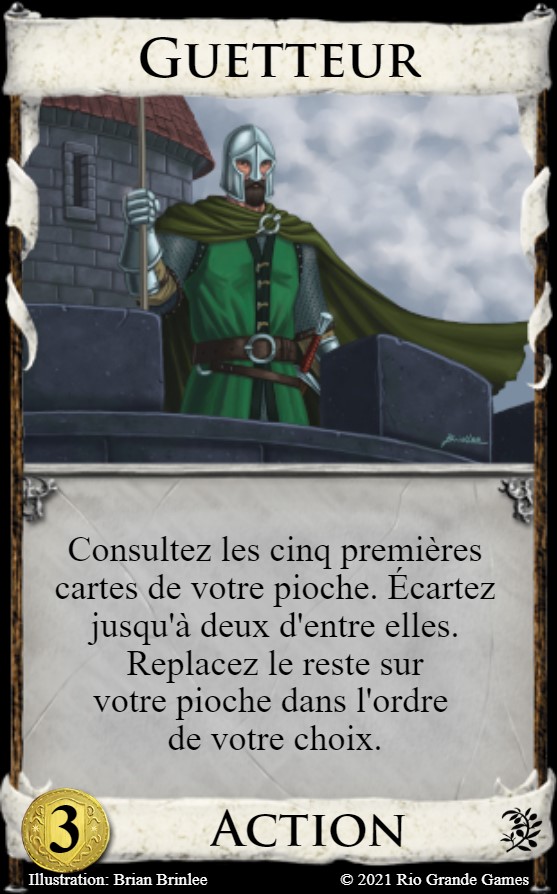 Guetteur
Consultez les cinq premières
cartes de votre pioche. Écartez
jusqu'à deux d'entre elles.
Replacez le reste sur
votre pioche dans l'ordre
de votre choix.
3
Action
Illustration: Brian Brinlee
© 2021 Rio Grande Games